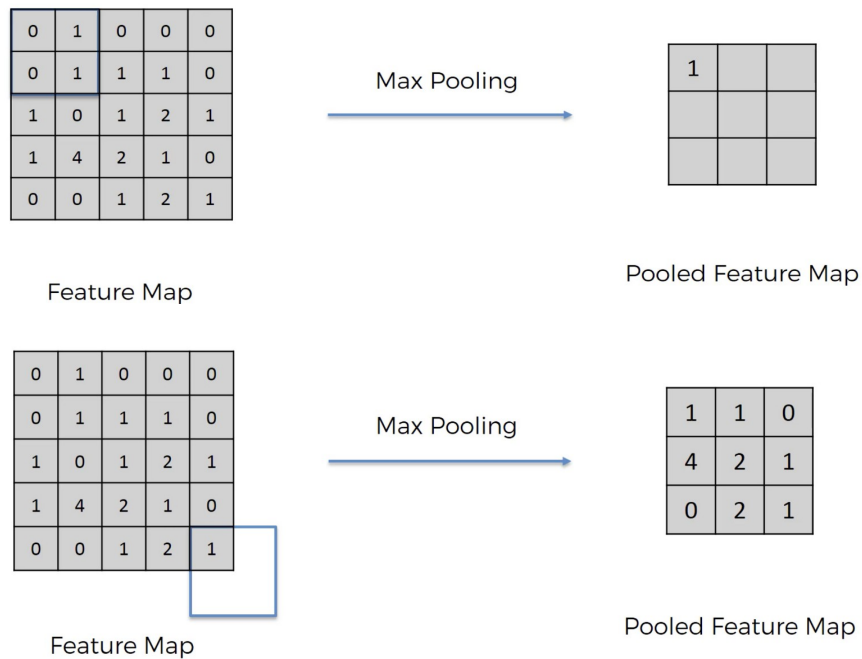 0 1 0 0 0
0 1 1 1 0
1 0 1 2 1
1 4 2 1 0
0 0 1 2 1
Feature Map
Max Pooling
1
Pooled Feature Map
0 1 0 0 0
0 1 1 1 0
1 0 1 2 1
1 4 2 1 0
0 0 1 2 1
Feature Map
Max Pooling
1 1 0
4 2 1
0 2 1
Pooled Feature Map